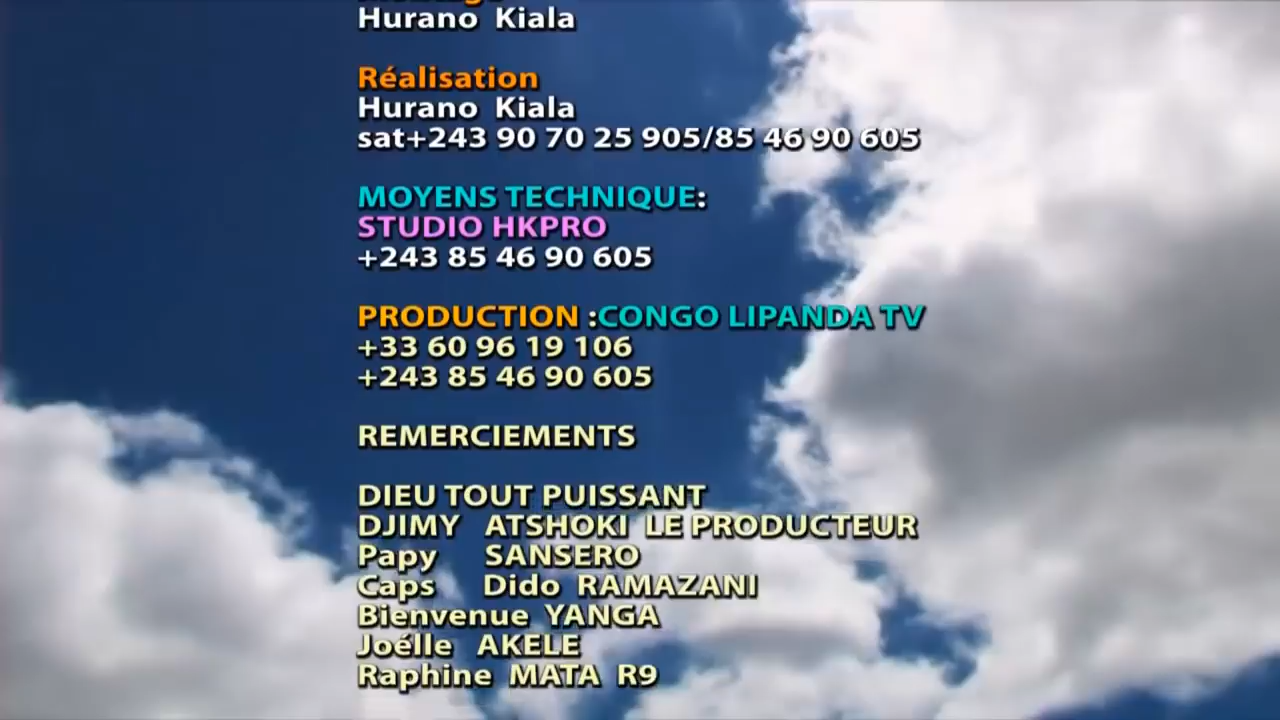 Hurano Kiala
Réalisation
Hurano Kiala
sat+243 90 70 25 905/85 46 90 605
MOYENS TECHNIQUE:
STUDIO HKPRO
+243 85 46 90 605
PRODUCTION :CONGO LIPANDA TV
+33 60 96 19 106
+243 85 46 90 605
REMERCIEMENTS
DIEU TOUT PUISSANT
DJIMY ATSHOKI LE PRODUCTEUR
Papy SANSERO
Caps Dido RAMAZANI
Bienvenue YANGA
Joélle AKELE
Raphine MATA R9